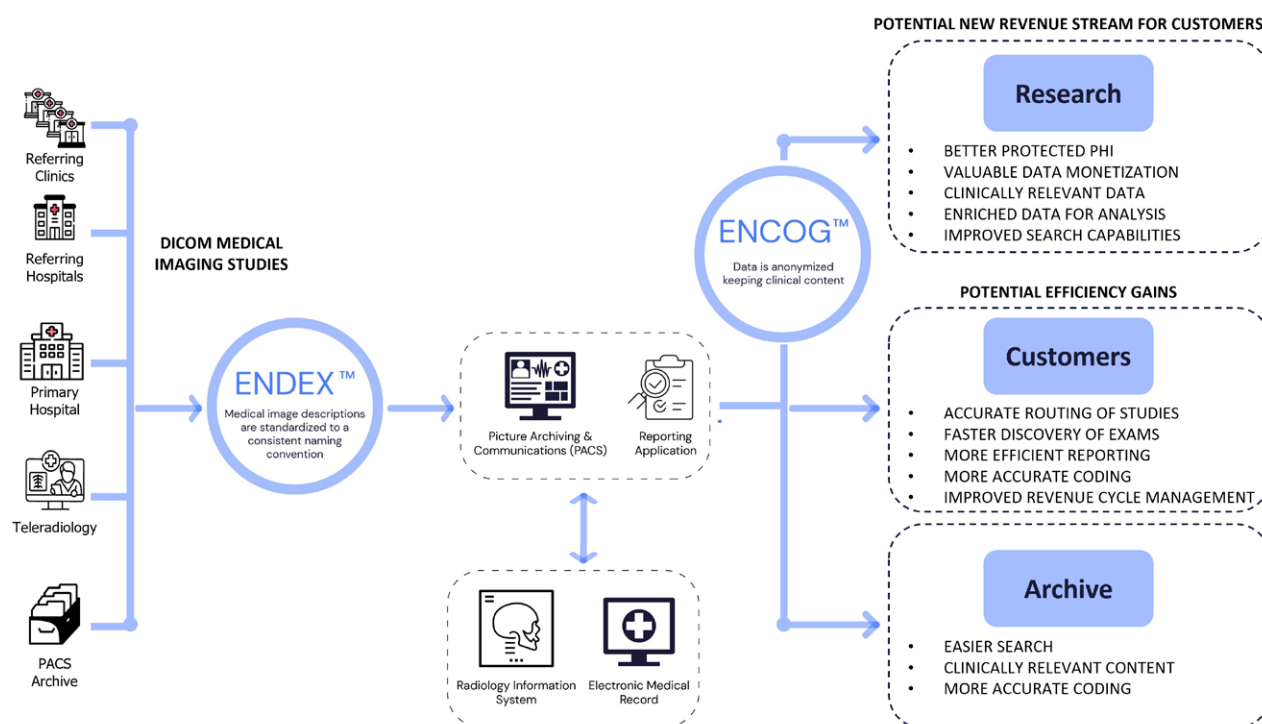 POTENTIAL NEW REVENUE STREAM FOR CUSTOMERS
Research
• BETTER PROTECTED PHI
• VALUABLE DATA MONETIZATION
• CLINICALLY RELEVANT DATA
• ENRICHED DATA FOR ANALYSIS
• IMPROVED SEARCH CAPABILITIES
Referring
Clinics
Referring
Hospitals
Primary
Hospital
Teleradiology
PACS
Archive
DICOM MEDICAL
IMAGING STUDIES
ENDEX™
Medical image descriptions
are standardized to a
consistent naming
convention
Picture Archiving &
Communications (PACS)
Reporting
Application
Radiology Information
System
Electronic Medical
Record
ENCOG™
Data is anonymized
keeping clinical content
POTENTIAL EFFICIENCY GAINS
Customers
• ACCURATE ROUTING OF STUDIES
• FASTER DISCOVERY OF EXAMS
• MORE EFFICIENT REPORTING
• MORE ACCURATE CODING
• IMPROVED REVENUE CYCLE MANAGEMENT
Archive
• EASIER SEARCH
• CLINICALLY RELEVANT CONTENT
• MORE ACCURATE CODING